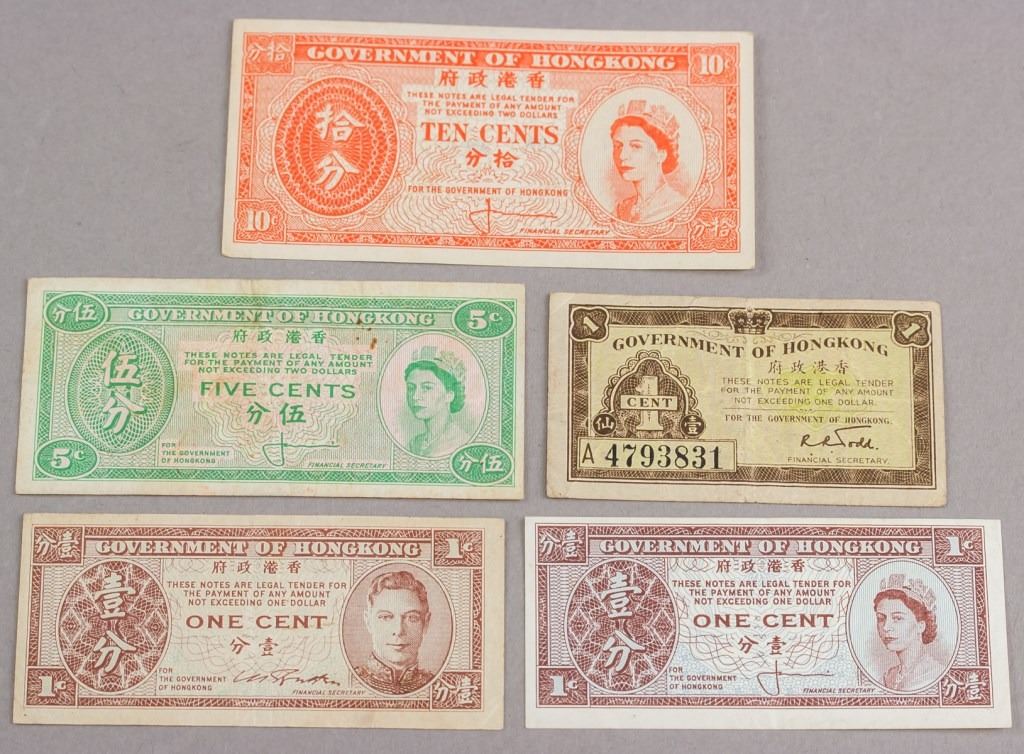 分拾
GOVERNMENT OF HONGKONG
10¢
府政港香
THESE NOTES ARE LEGAL TENDER FOR
THE PAYMENT OF ANY AMOUNT
NOT EXCEEDING TWO DOLLARS
拾分
TEN CENTS
分拾
FOR THE GOVERNMENT OF HONGKONG
10¢
FINANCIAL SECRETARY
分拾
分伍
GOVERNMENT OF HONGKONG
5¢
府政港香
THESE NOTES ARE LEGAL TENDER
FOR THE PAYMENT OF ANY AMOUNT
NOT EXCEEDING TWO DOLLARS
伍分
FIVE CENTS
分伍
FOR
THE GOVERNMENT
OF HONGKONG
5¢
FINANCIAL SECRETARY
分伍
1
1
GOVERNMENT OF HONGKONG
府政港香
THESE NOTES ARE LEGAL TENDER
FOR THE PAYMENT OF ANY AMOUNT
NOT EXCEEDING ONE DOLLAR.
1
CENT
FOR THE GOVERNMENT OF HONGKONG.
仙壹
R.R.Todd.
A 4793831
FINANCIAL SECRETARY.
分壹
GOVERNMENT OF HONGKONG
1¢
府政港香
THESE NOTES ARE LEGAL TENDER FOR
THE PAYMENT OF ANY AMOUNT
NOT EXCEEDING ONE DOLLAR
壹分
ONE CENT
分壹
FOR
THE GOVERNMENT
OF HONGKONG
1¢
FINANCIAL SECRETARY
分壹
分壹
GOVERNMENT OF HONGKONG
1¢
府政港香
THESE NOTES ARE LEGAL TENDER FOR
THE PAYMENT OF ANY AMOUNT
NOT EXCEEDING ONE DOLLAR
壹分
ONE CENT
分壹
FOR
THE GOVERNMENT
OF HONGKONG
1¢
FINANCIAL SECRETARY
分壹